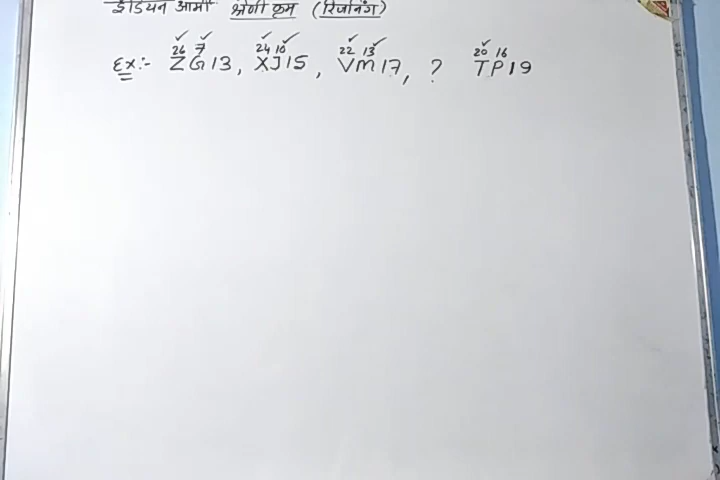 इंडियन आर्मी श्रेणी क्रम (रिजनिंग)
✓ ✓ ✓ ✓ ✓ ✓ ✓
26 7 24 10 22 13 20 16
Ex:- ZG13, XJ15, VM17, ? TP19